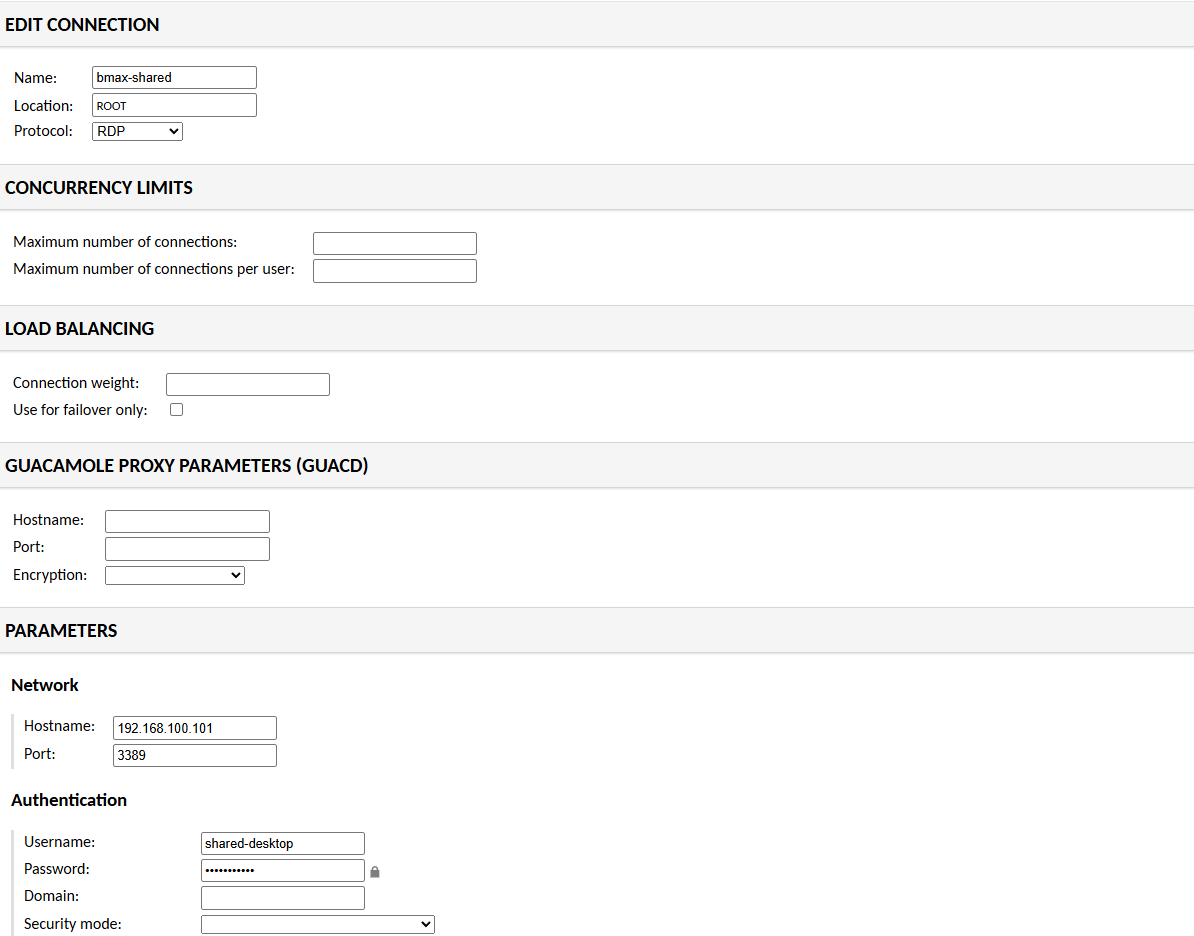 EDIT CONNECTION
Name: bmax-shared
Location: ROOT
Protocol: RDP
CONCURRENCY LIMITS
Maximum number of connections:
Maximum number of connections per user:
LOAD BALANCING
Connection weight:
Use for failover only:
GUACAMOLE PROXY PARAMETERS (GUACD)
Hostname:
Port:
Encryption:
PARAMETERS
Network
Hostname: 192.168.100.101
Port: 3389
Authentication
Username: shared-desktop
Password: •••••••••••
Domain:
Security mode: